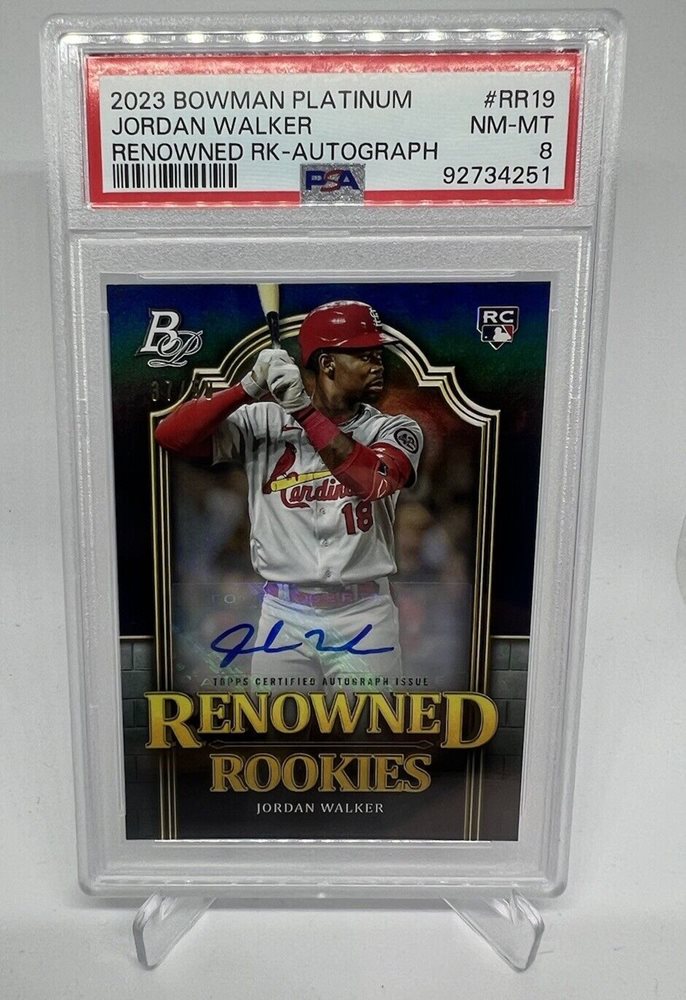 2023 BOWMAN PLATINUM #RR19
JORDAN WALKER NM-MT
RENOWNED RK-AUTOGRAPH 8
PSA 92734251
BP
RC
42
Cardinals
18
TOPPS CERTIFIED AUTOGRAPH ISSUE
RENOWNED
ROOKIES
JORDAN WALKER